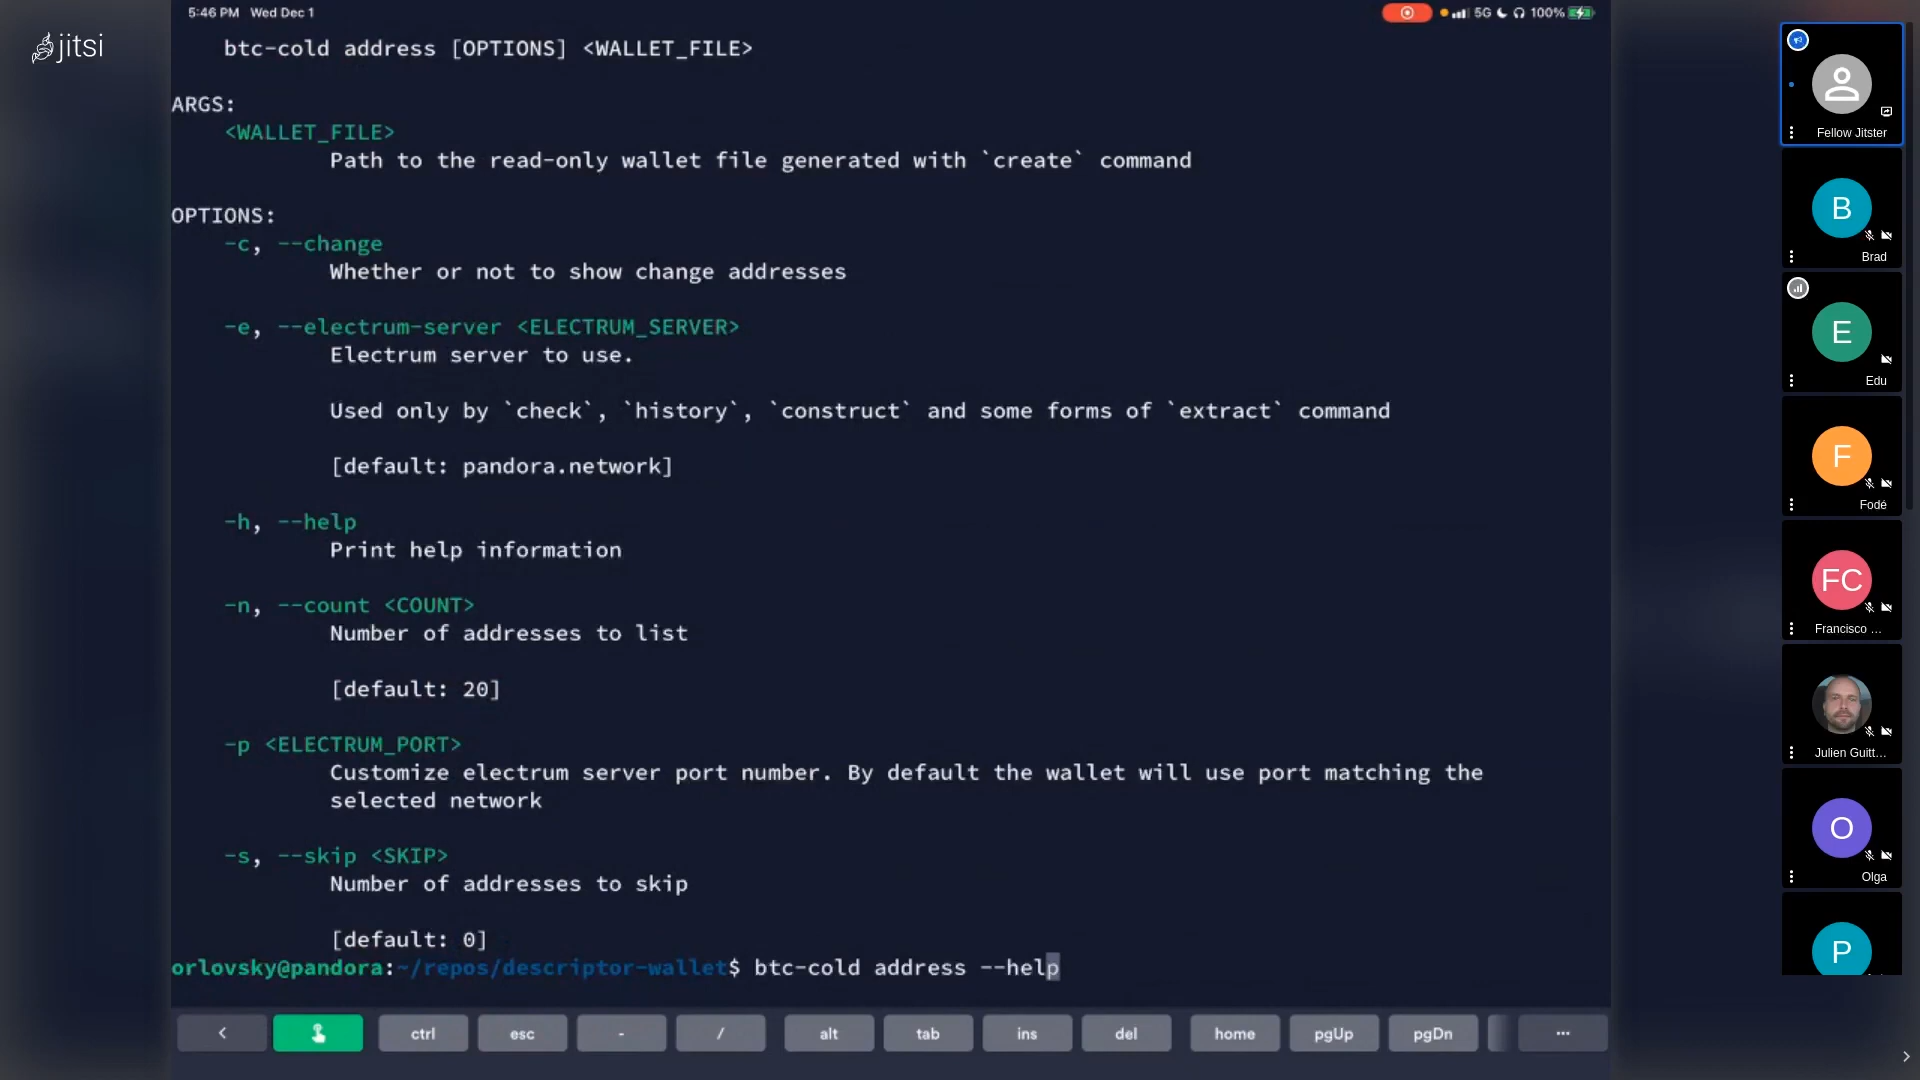 5:46 PM Wed Dec 1
5G 100%
jitsi
btc-cold address [OPTIONS] <WALLET_FILE>
ARGS:
<WALLET_FILE>
Path to the read-only wallet file generated with `create` command
OPTIONS:
-c, --change
Whether or not to show change addresses
-e, --electrum-server <ELECTRUM_SERVER>
Electrum server to use.
Used only by `check`, `history`, `construct` and some forms of `extract` command
[default: pandora.network]
-h, --help
Print help information
-n, --count <COUNT>
Number of addresses to list
[default: 20]
-p <ELECTRUM_PORT>
Customize electrum server port number. By default the wallet will use port matching the
selected network
-s, --skip <SKIP>
Number of addresses to skip
[default: 0]
orlovsky@pandora:~/repos/descriptor-wallet$ btc-cold address --help
ctrl esc - / alt tab ins del home pgUp pgDn ...
Fellow Jitster
B
Brad
E
Edu
F
Fodé
FC
Francisco ...
Julien Guitt...
O
Olga
P